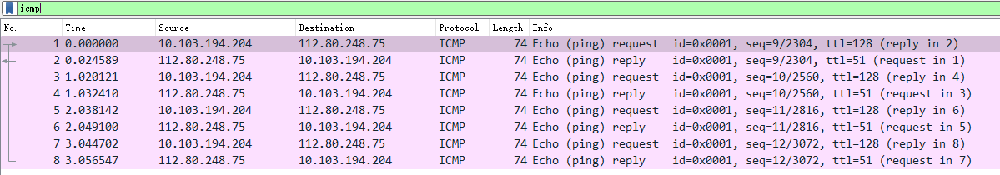 icmp
No. Time Source Destination Protocol Length Info
1 0.000000 10.103.194.204 112.80.248.75 ICMP 74 Echo (ping) request id=0x0001, seq=9/2304, ttl=128 (reply in 2)
2 0.024589 112.80.248.75 10.103.194.204 ICMP 74 Echo (ping) reply id=0x0001, seq=9/2304, ttl=51 (request in 1)
3 1.020121 10.103.194.204 112.80.248.75 ICMP 74 Echo (ping) request id=0x0001, seq=10/2560, ttl=128 (reply in 4)
4 1.032410 112.80.248.75 10.103.194.204 ICMP 74 Echo (ping) reply id=0x0001, seq=10/2560, ttl=51 (request in 3)
5 2.038142 10.103.194.204 112.80.248.75 ICMP 74 Echo (ping) request id=0x0001, seq=11/2816, ttl=128 (reply in 6)
6 2.049100 112.80.248.75 10.103.194.204 ICMP 74 Echo (ping) reply id=0x0001, seq=11/2816, ttl=51 (request in 5)
7 3.044702 10.103.194.204 112.80.248.75 ICMP 74 Echo (ping) request id=0x0001, seq=12/3072, ttl=128 (reply in 8)
8 3.056547 112.80.248.75 10.103.194.204 ICMP 74 Echo (ping) reply id=0x0001, seq=12/3072, ttl=51 (request in 7)